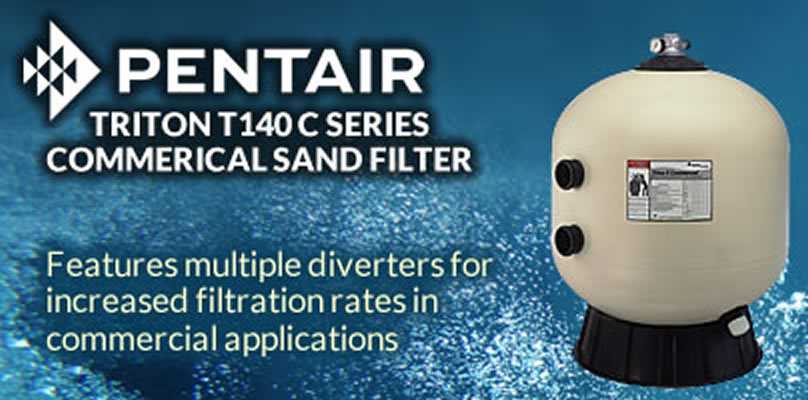 PENTAIR
TRITON T140 C SERIES
COMMERICAL SAND FILTER
Features multiple diverters for
increased filtration rates in
commercial applications